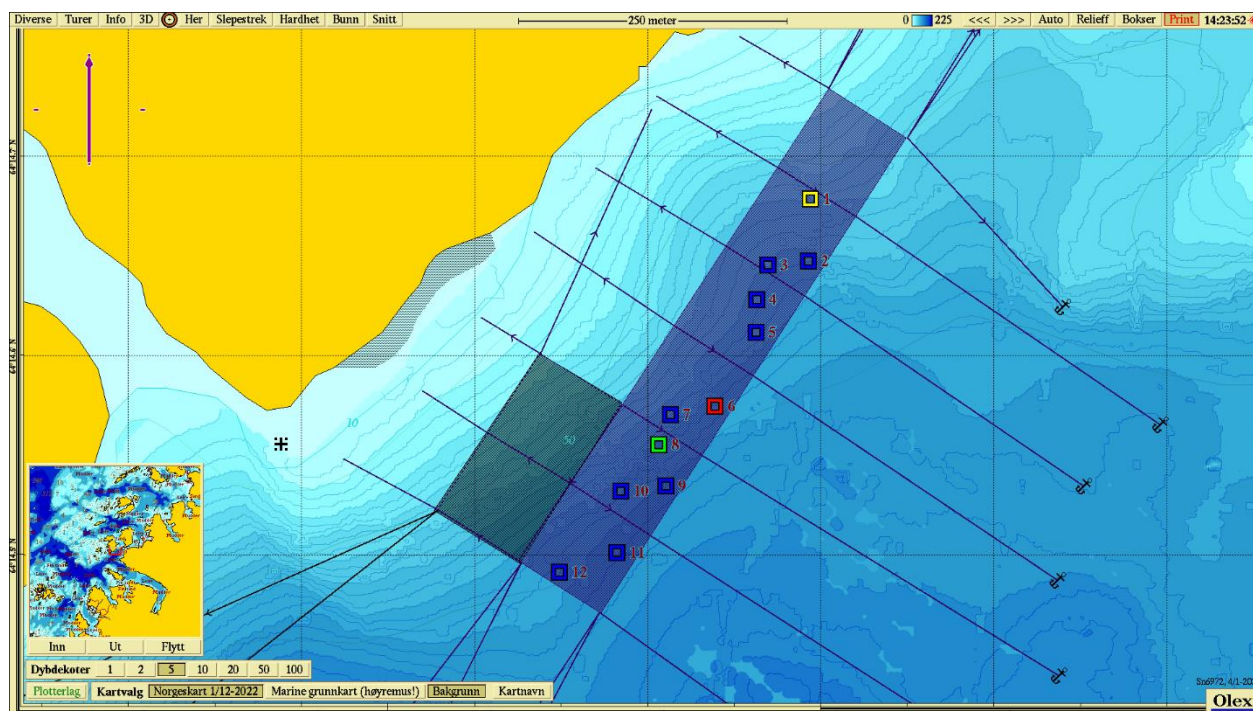 Diverse Turer Info 3D Her Slepestrek Hardhet Bunn Snitt 250 meter 0 225 <<< >>> Auto Relieff Bokser Print 14:23:52
64°14.7 N
1
3 2
4
5
7 6
10
50 8
10 9
11
12
Inn Ut Flytt
Dybdekoter 1 2 5 10 20 50 100
Plotterlag Kartvalg Norgeskart 1/12-2022 Marine grunnkart (høyremus!) Bakgrunn Kartnavn
Olex